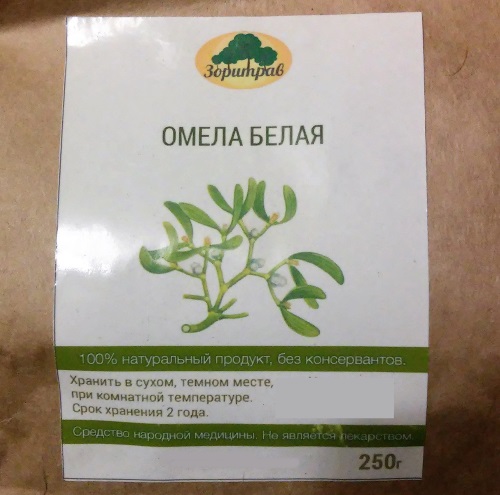 Зоритрав
ОМЕЛА БЕЛАЯ
100% натуральный продукт, без консервантов.
Хранить в сухом, темном месте,
при комнатной температуре.
Срок хранения 2 года.
Средство народной медицины. Не является лекарством.
250г